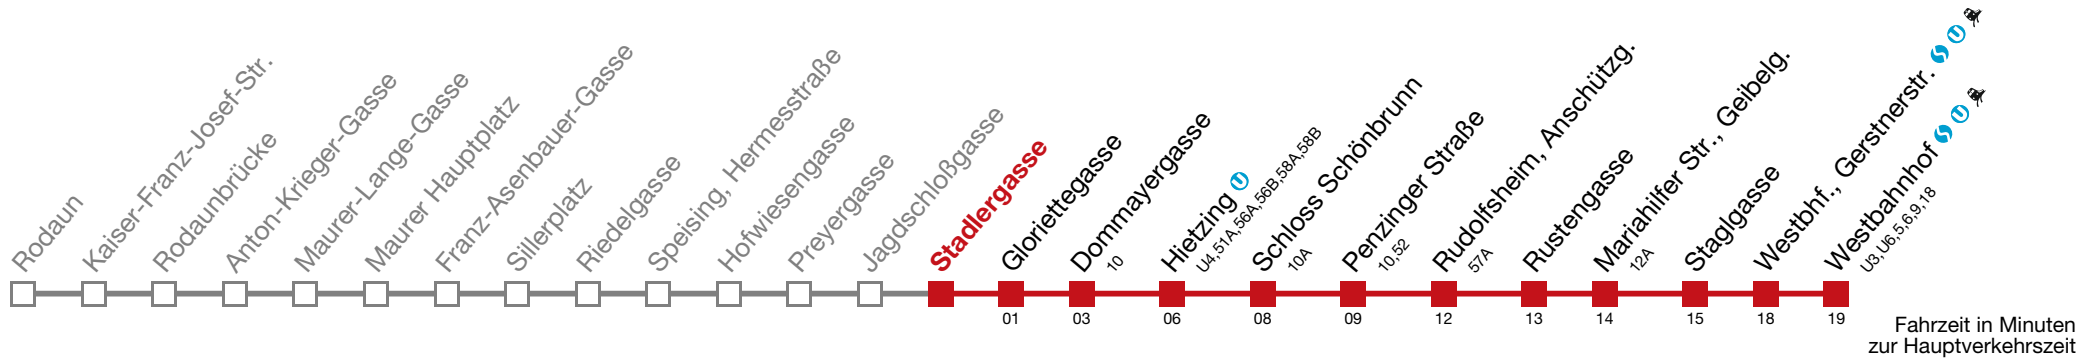 Rodaun
Kaiser-Franz-Josef-Str.
Rodaunbrücke
Anton-Krieger-Gasse
Maurer-Lange-Gasse
Maurer Hauptplatz
Franz-Asenbauer-Gasse
Sillerplatz
Riedelgasse
Speising, Hermesstraße
Hofwiesengasse
Preyergasse
Jagdschloßgasse
Stadlergasse
Gloriettegasse
01
Dommayergasse
10
03
Hietzing U
U4,51A,56A,56B,58A,58B
06
Schloss Schönbrunn
10A
08
Penzinger Straße
10,52
09
Rudolfsheim, Anschützg.
57A
12
Rustengasse
13
Mariahilfer Str., Geibelg.
12A
14
Staglgasse
15
Westbhf., Gerstnerstr. S U
18
Westbahnhof S U
U3,U6,5,6,9,18
19
Fahrzeit in Minuten
zur Hauptverkehrszeit